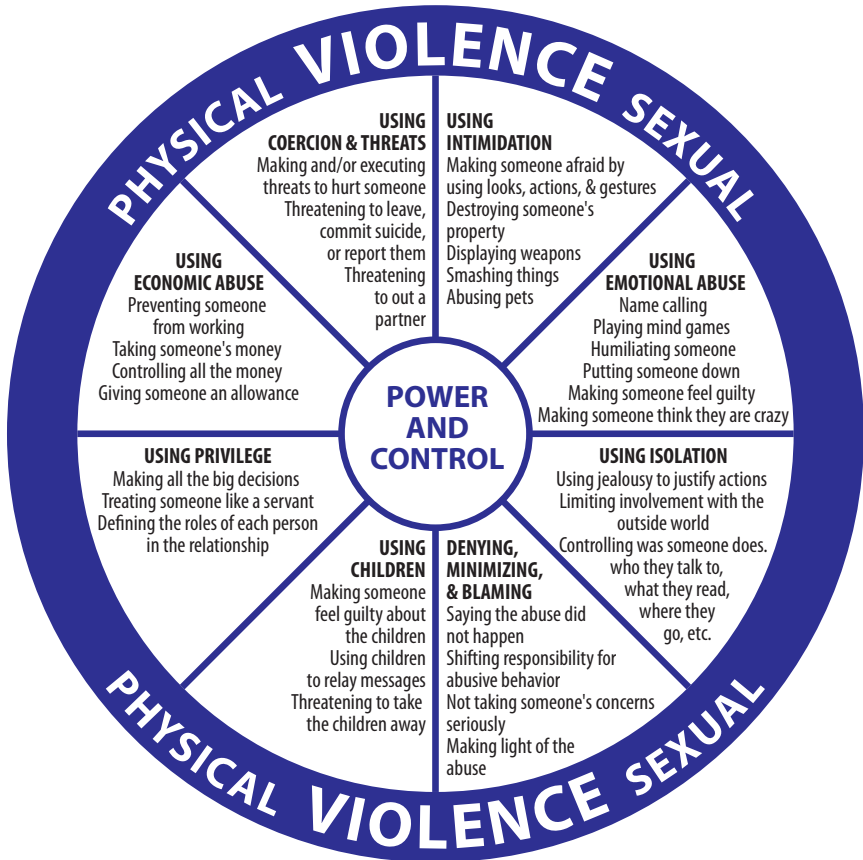 PHYSICAL VIOLENCE SEXUAL
USING
COERCION & THREATS
Making and/or executing
threats to hurt someone
Threatening to leave,
commit suicide,
or report them
Threatening
to out a
partner
USING
INTIMIDATION
Making someone afraid by
using looks, actions, & gestures
Destroying someone's
property
Displaying weapons
Smashing things
Abusing pets
USING
EMOTIONAL ABUSE
Name calling
Playing mind games
Humiliating someone
Putting someone down
Making someone feel guilty
Making someone think they are crazy
USING ISOLATION
Using jealousy to justify actions
Limiting involvement with the
outside world
Controlling was someone does.
who they talk to,
what they read,
where they
go, etc.
DENYING,
MINIMIZING,
& BLAMING
Saying the abuse did
not happen
Shifting responsibility for
abusive behavior
Not taking someone's concerns
seriously
Making light of the
abuse
USING
CHILDREN
Making someone
feel guilty about
the children
Using children
to relay messages
Threatening to take
the children away
USING PRIVILEGE
Making all the big decisions
Treating someone like a servant
Defining the roles of each person
in the relationship
USING
ECONOMIC ABUSE
Preventing someone
from working
Taking someone's money
Controlling all the money
Giving someone an allowance
POWER
AND
CONTROL
PHYSICAL VIOLENCE SEXUAL